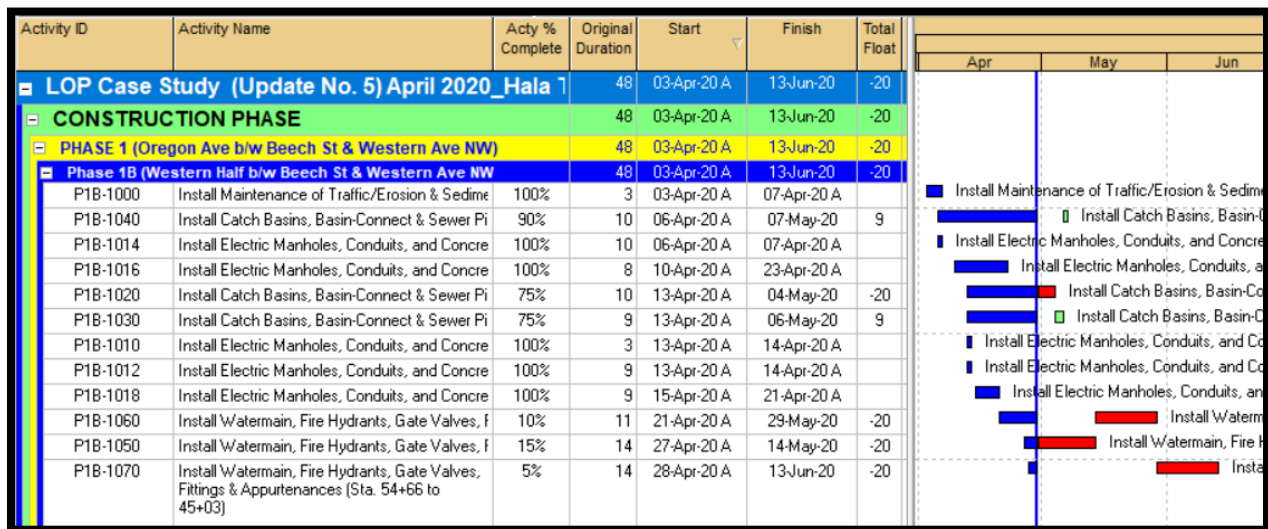 Activity ID Activity Name Acty % Complete Original Duration Start Finish Total Float
Apr May Jun
LOP Case Study (Update No. 5) April 2020_Hala 48 03-Apr-20 A 13-Jun-20 -20
CONSTRUCTION PHASE 48 03-Apr-20 A 13-Jun-20 -20
PHASE 1 (Oregon Ave b/w Beech St & Western Ave NW) 48 03-Apr-20 A 13-Jun-20 -20
Phase 1B (Western Half b/w Beech St & Western Ave NW 48 03-Apr-20 A 13-Jun-20 -20
P1B-1000 Install Maintenance of Traffic/Erosion & Sedime 100% 3 03-Apr-20 A 07-Apr-20 A Install Maintenance of Traffic/Erosion & Sedime
P1B-1040 Install Catch Basins, Basin-Connect & Sewer Pi 90% 10 06-Apr-20 A 07-May-20 9 Install Catch Basins, Basin-C
P1B-1014 Install Electric Manholes, Conduits, and Concre 100% 10 06-Apr-20 A 07-Apr-20 A Install Electric Manholes, Conduits, and Concre
P1B-1016 Install Electric Manholes, Conduits, and Concre 100% 8 10-Apr-20 A 23-Apr-20 A Install Electric Manholes, Conduits, a
P1B-1020 Install Catch Basins, Basin-Connect & Sewer Pi 75% 10 13-Apr-20 A 04-May-20 -20 Install Catch Basins, Basin-Co
P1B-1030 Install Catch Basins, Basin-Connect & Sewer Pi 75% 9 13-Apr-20 A 06-May-20 9 Install Catch Basins, Basin-C
P1B-1010 Install Electric Manholes, Conduits, and Concre 100% 3 13-Apr-20 A 14-Apr-20 A Install Electric Manholes, Conduits, and Co
P1B-1012 Install Electric Manholes, Conduits, and Concre 100% 9 13-Apr-20 A 14-Apr-20 A Install Electric Manholes, Conduits, and Co
P1B-1018 Install Electric Manholes, Conduits, and Concre 100% 9 15-Apr-20 A 21-Apr-20 A Install Electric Manholes, Conduits, an
P1B-1060 Install Watermain, Fire Hydrants, Gate Valves, F 10% 11 21-Apr-20 A 29-May-20 -20 Install Waterm
P1B-1050 Install Watermain, Fire Hydrants, Gate Valves, F 15% 14 27-Apr-20 A 14-May-20 -20 Install Watermain, Fire H
P1B-1070 Install Watermain, Fire Hydrants, Gate Valves, 5% 14 28-Apr-20 A 13-Jun-20 -20 Insta
Fittings & Appurtenances (Sta. 54+66 to
45+03)